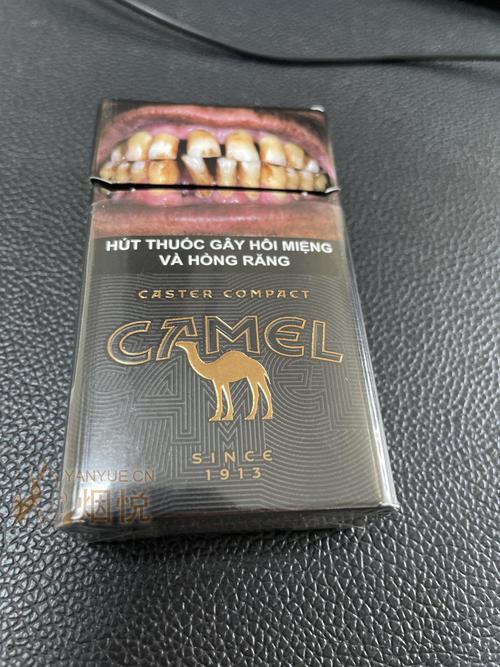 HÚT THUỐC GÂY HÔI MIỆNG
VÀ HỎNG RĂNG
CASTER COMPACT
CAMEL
SINCE
1913
YANYUE.CN
烟悦